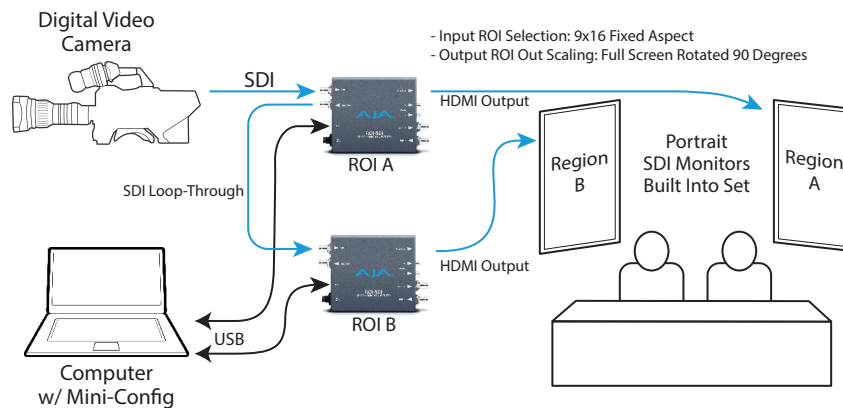 Digital Video
Camera
- Input ROI Selection: 9x16 Fixed Aspect
- Output ROI Out Scaling: Full Screen Rotated 90 Degrees
SDI
HDMI Output
AJA
ROI A
SDI Loop-Through
Region
B
Portrait
SDI Monitors
Built Into Set
Region
A
HDMI Output
AJA
ROI B
USB
Computer
w/ Mini-Config